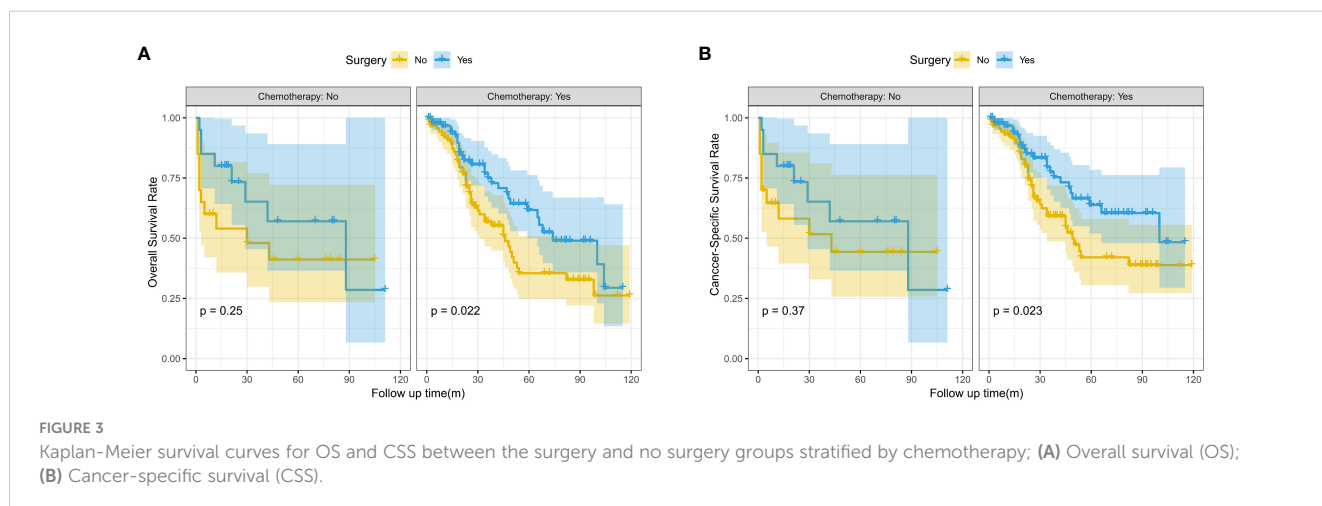 A
Surgery No Yes
Chemotherapy: No Chemotherapy: Yes
Overall Survival Rate
1.00
0.75
0.50
0.25
0.00
p = 0.25 p = 0.022
0 30 60 90 120 0 30 60 90 120
Follow up time(m)
B
Surgery No Yes
Chemotherapy: No Chemotherapy: Yes
Canccer-Specific Survival Rate
1.00
0.75
0.50
0.25
0.00
p = 0.37 p = 0.023
0 30 60 90 120 0 30 60 90 120
Follow up time(m)
FIGURE 3
Kaplan-Meier survival curves for OS and CSS between the surgery and no surgery groups stratified by chemotherapy; (A) Overall survival (OS);
(B) Cancer-specific survival (CSS).